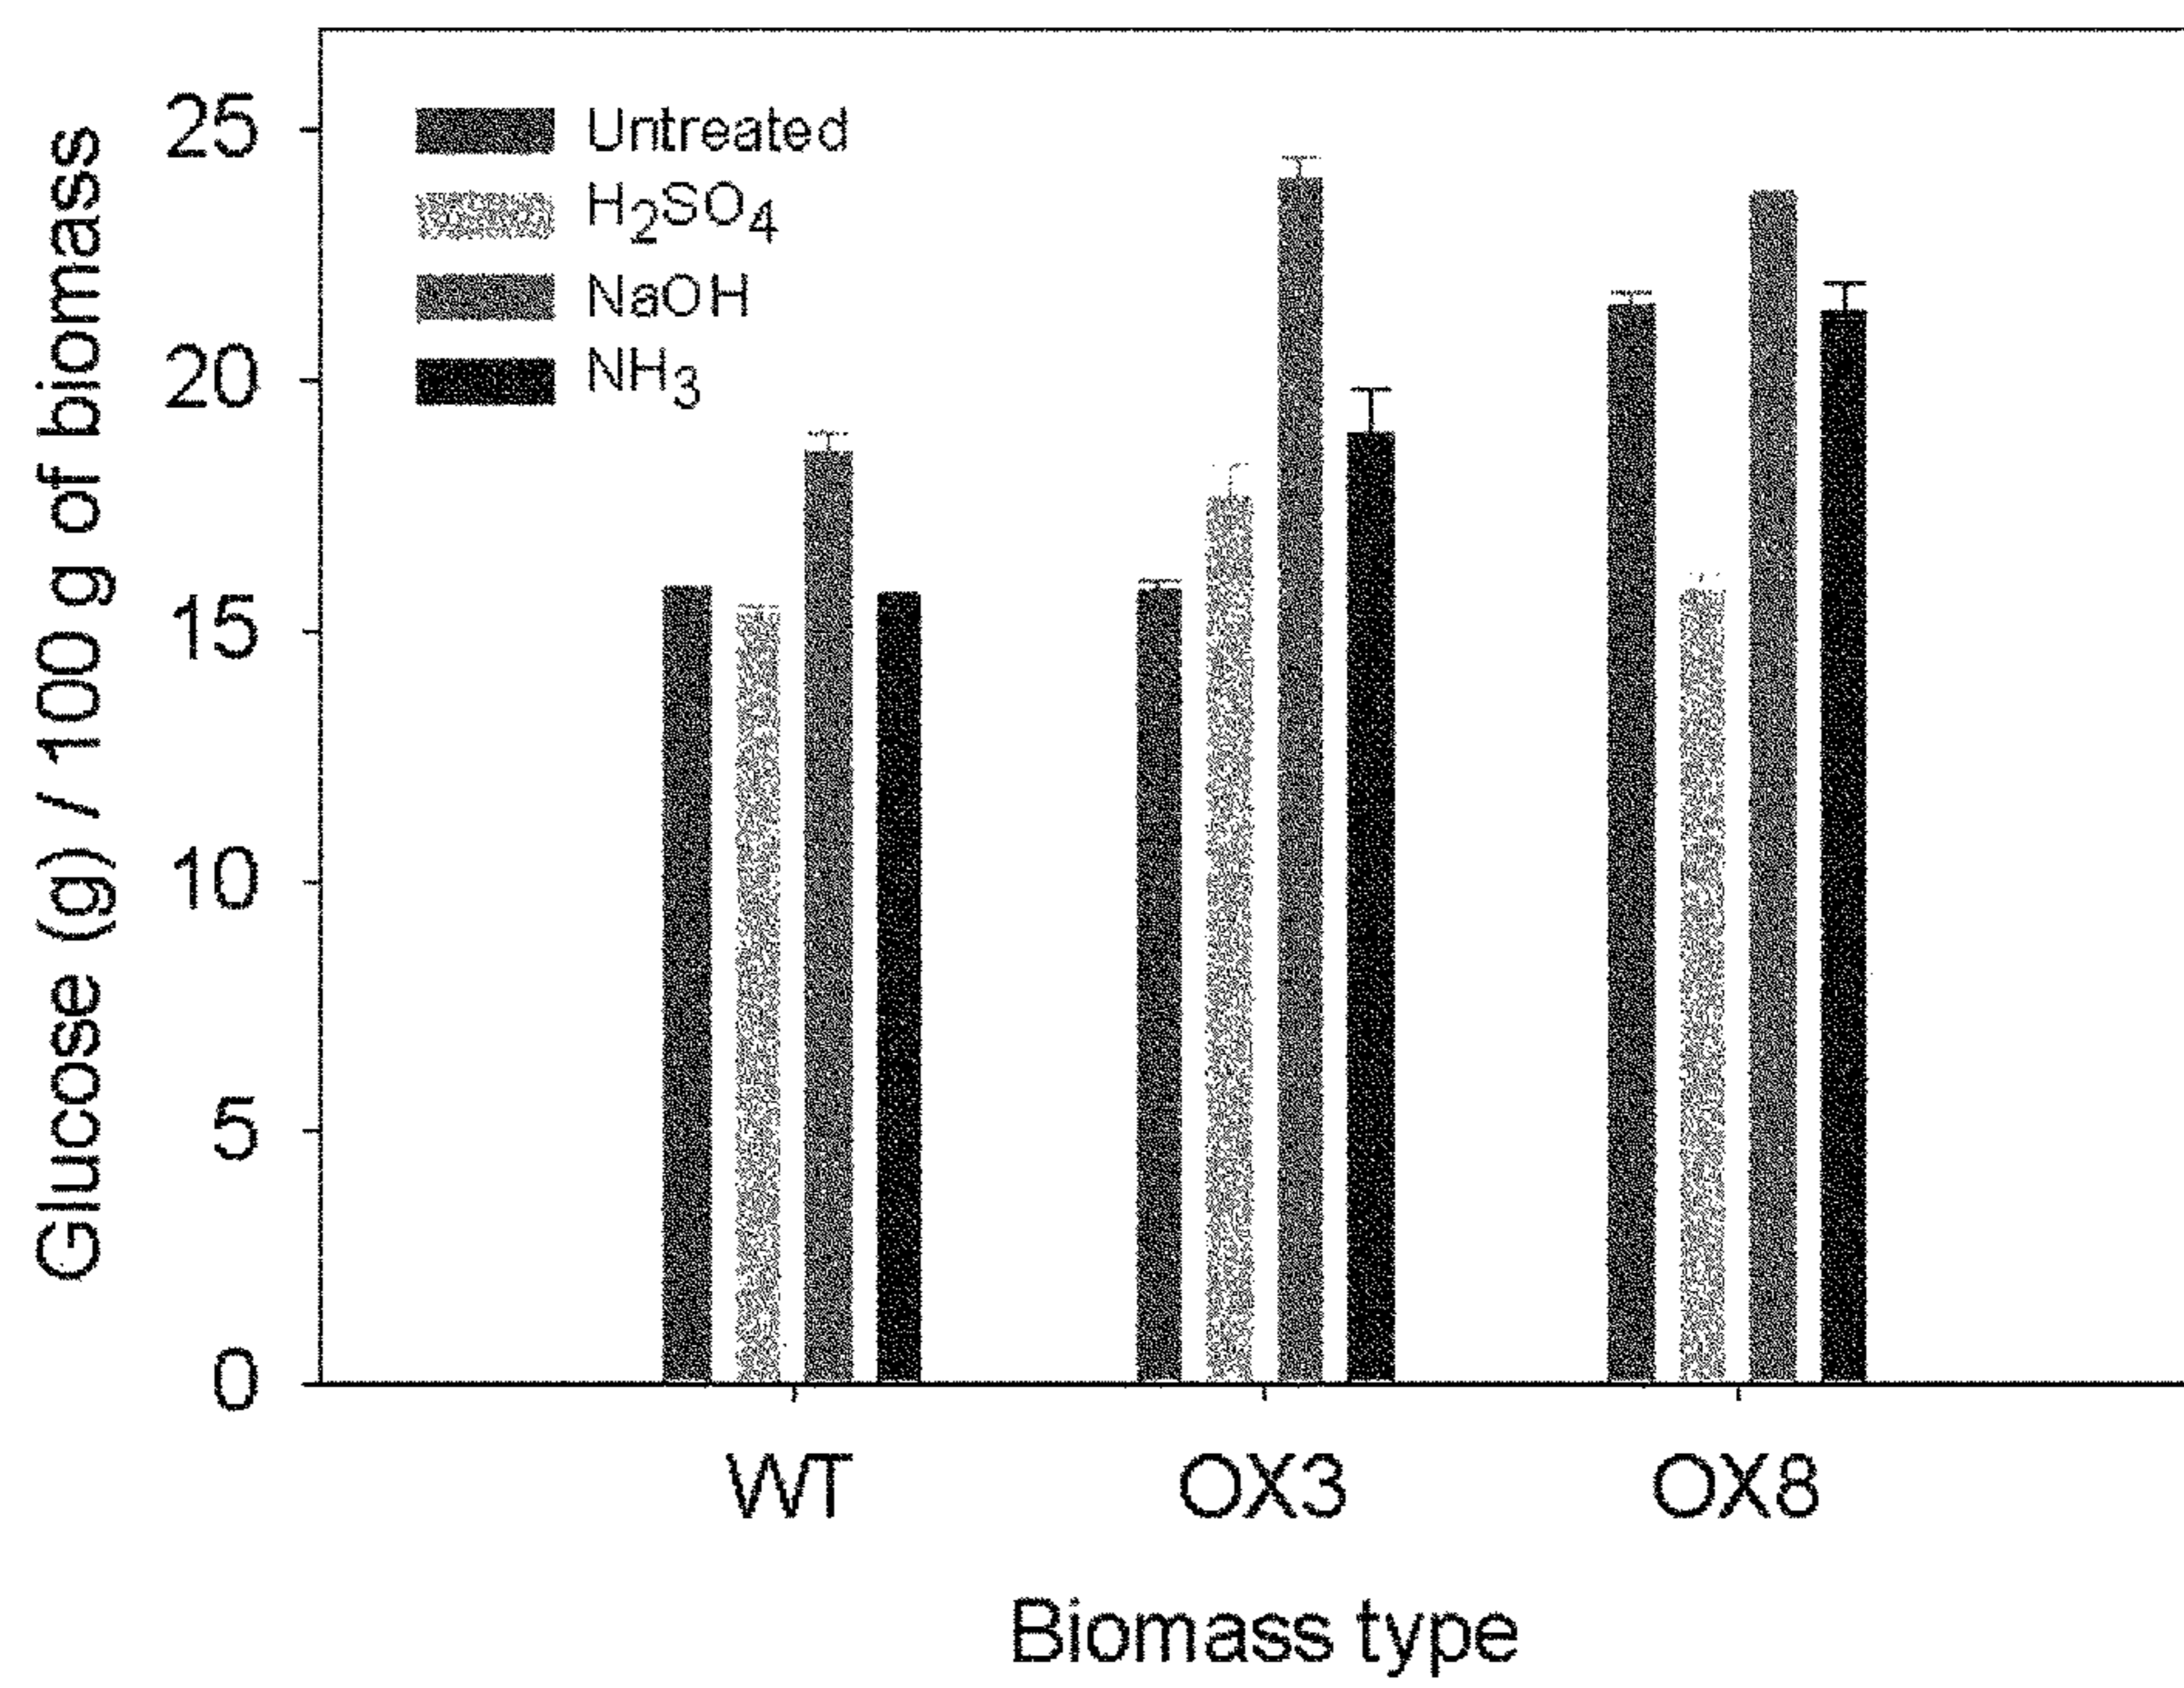 Glucose (g) / 100 g of biomass
25
20
15
10
5
0
Untreated
H2SO4
NaOH
NH3
WT OX3 OX8
Biomass type